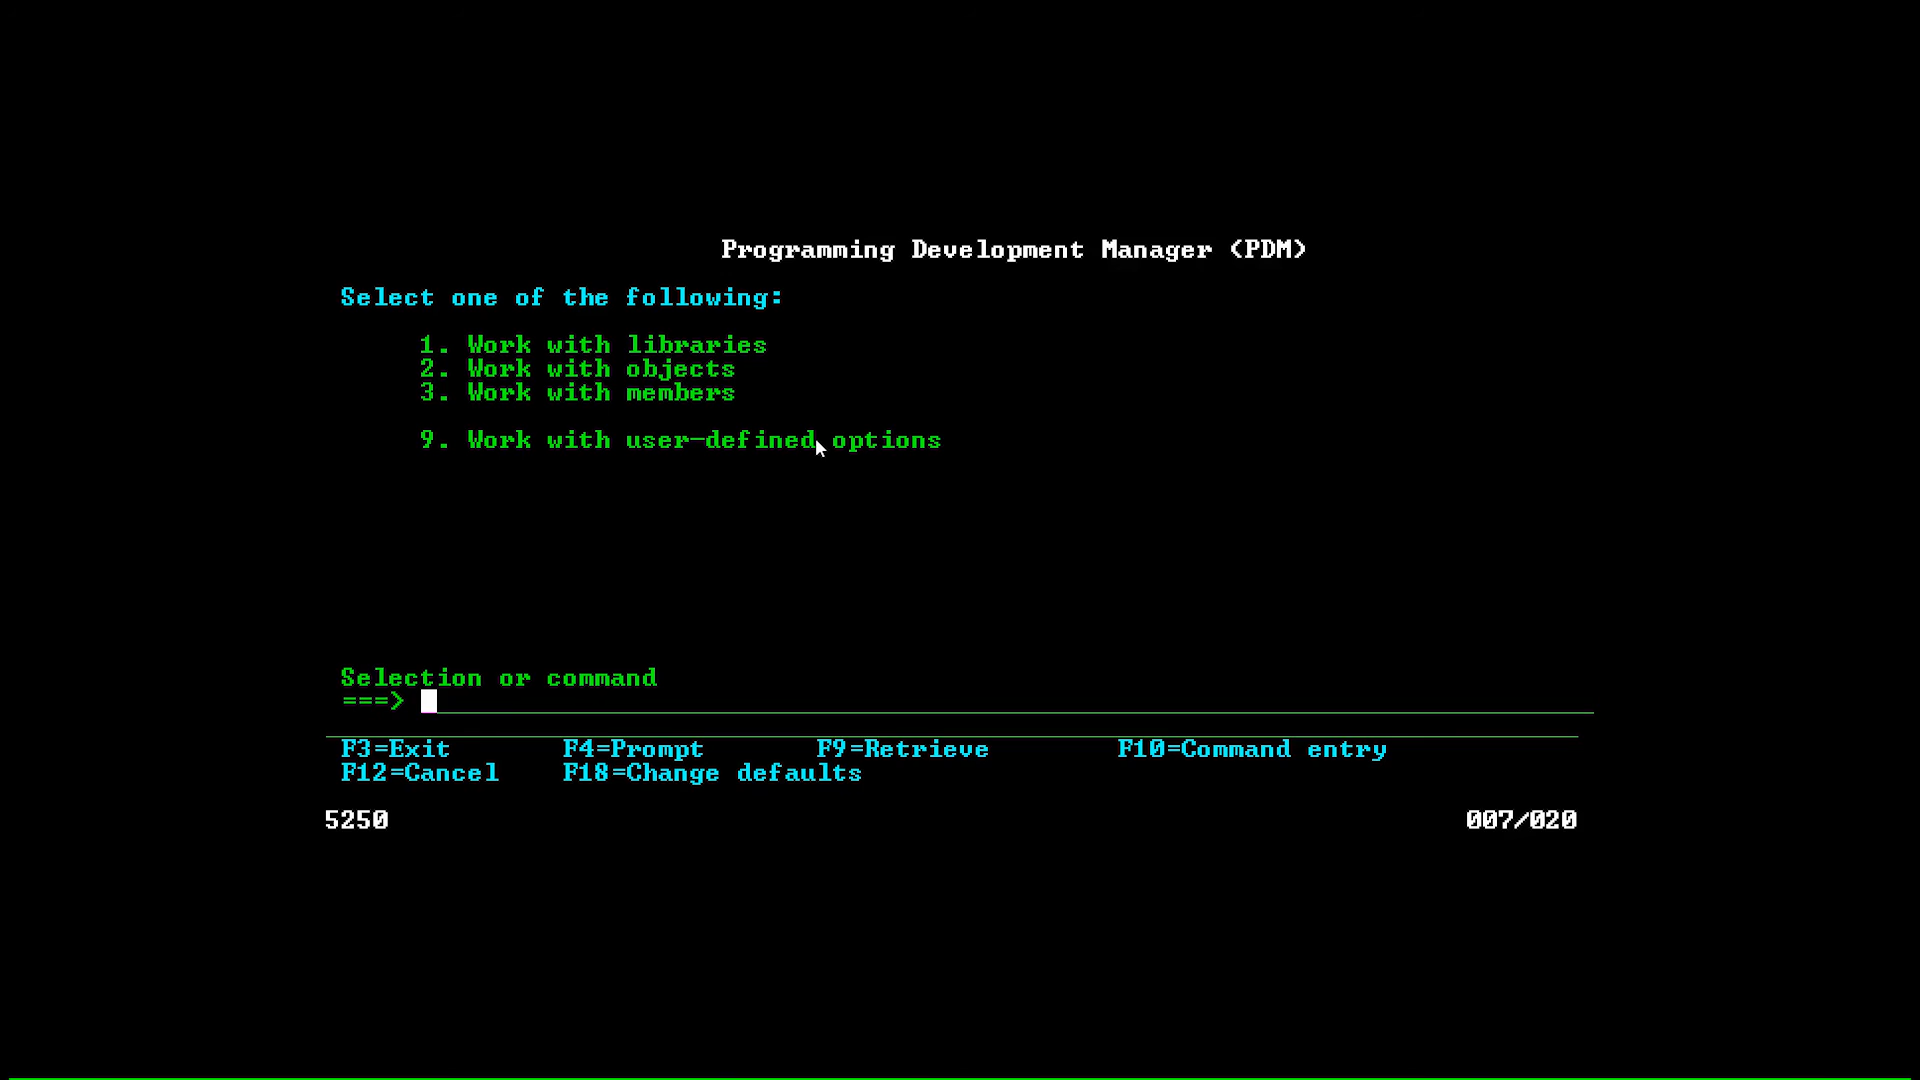 Programming Development Manager (PDM)
Select one of the following:
1. Work with libraries
2. Work with objects
3. Work with members
9. Work with user-defined options
Selection or command
===>
F3=Exit F4=Prompt F9=Retrieve F10=Command entry
F12=Cancel F18=Change defaults
5250 007/020